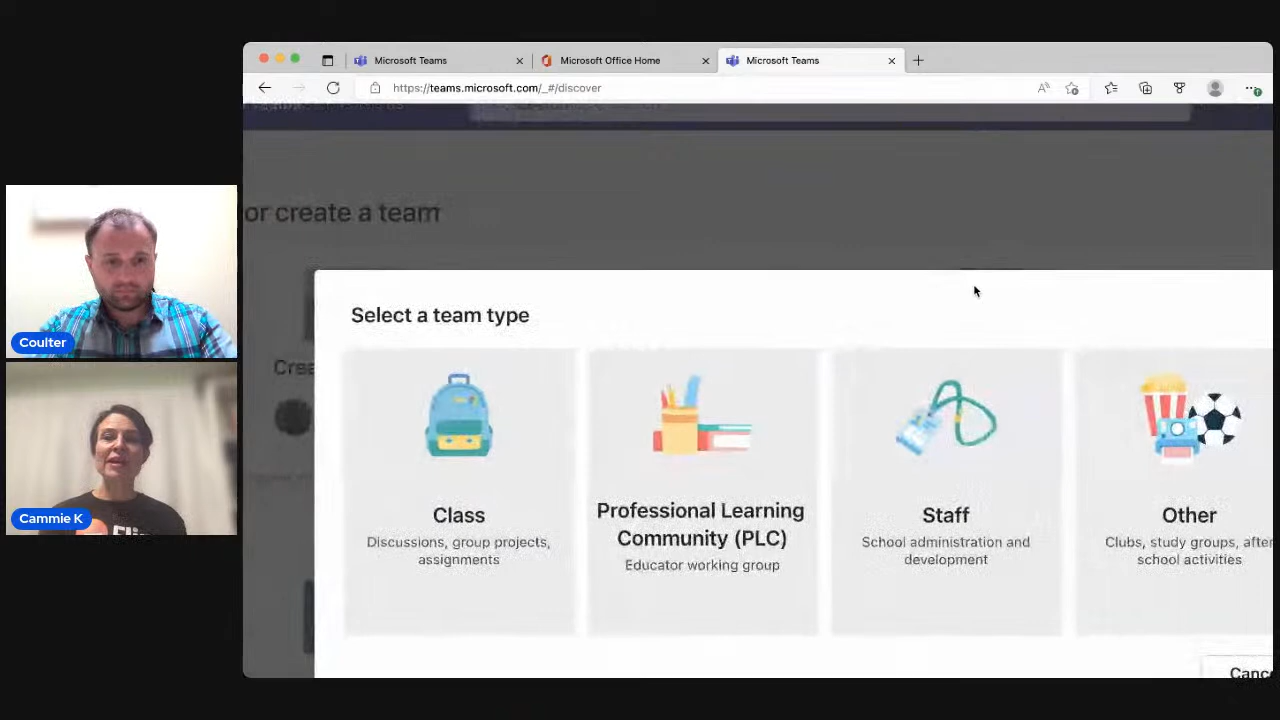 Microsoft Teams
Microsoft Office Home
Microsoft Teams
https://teams.microsoft.com/_#/discover
or create a team
Crea
Select a team type
Class
Discussions, group projects,
assignments
Professional Learning
Community (PLC)
Educator working group
Staff
School administration and
development
Other
Clubs, study groups, after
school activities
Canc
Coulter
Cammie K